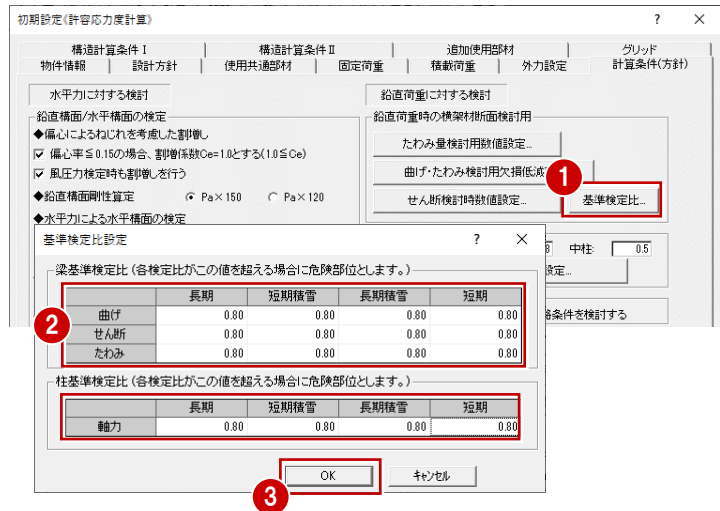 初期設定《許容応力度計算》
構造計算条件Ⅰ 構造計算条件Ⅱ 追加使用部材 グリッド
物件情報 設計方針 使用共通部材 固定荷重 積載荷重 外力設定 計算条件(方針)
水平力に対する検討
鉛直構面/水平構面の検定
◆偏心によるねじれを考慮した割増し
偏心率≦0.15の場合、割増係数Ce=1.0とする(1.0≦Ce)
風圧力検定時も割増しを行う
◆鉛直構面剛性算定 Pa×150 Pa×120
◆水平力による水平構面の検定
鉛直荷重に対する検討
鉛直荷重時の横架材断面検討用
たわみ量検討用数値設定...
曲げ・たわみ検討用欠損低減
1
せん断検討時数値設定... 基準検定比...
中柱: 0.5
設定...
条件を検討する
基準検定比設定
梁基準検定比 (各検定比がこの値を超える場合に危険部位とします。)
長期 短期積雪 長期積雪 短期
2
曲げ 0.80 0.80 0.80 0.80
せん断 0.80 0.80 0.80 0.80
たわみ 0.80 0.80 0.80 0.80
柱基準検定比 (各検定比がこの値を超える場合に危険部位とします。)
長期 短期積雪 長期積雪 短期
軸力 0.80 0.80 0.80 0.80
3
OK キャンセル